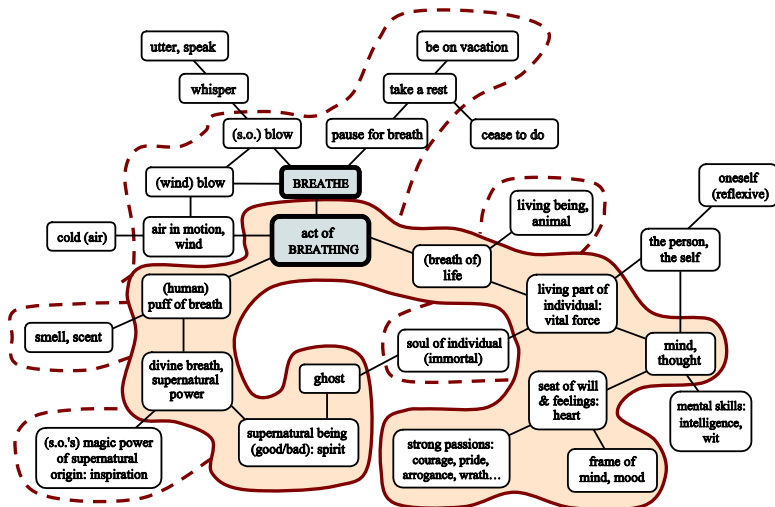 utter, speak
be on vacation
whisper
take a rest
(s.o.) blow
pause for breath
cease to do
(wind) blow
BREATHE
oneself
(reflexive)
living being,
animal
cold (air)
air in motion,
wind
act of
BREATHING
(breath of)
life
the person,
the self
(human)
puff of breath
living part of
individual:
vital force
smell, scent
soul of individual
(immortal)
mind,
thought
divine breath,
supernatural
power
ghost
seat of will
& feelings:
heart
mental skills:
intelligence,
wit
(s.o.'s) magic power
of supernatural
origin: inspiration
supernatural being
(good/bad): spirit
strong passions:
courage, pride,
arrogance, wrath...
frame of
mind, mood